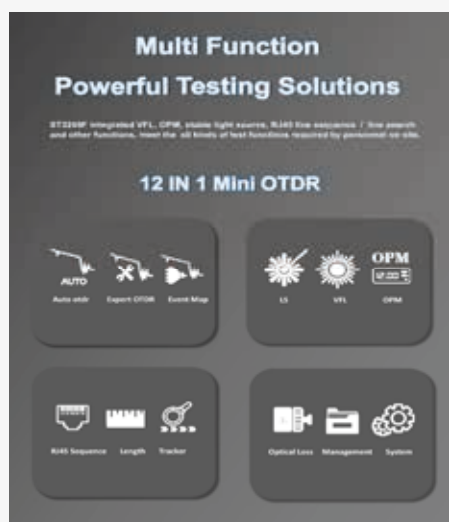 Multi Function
Powerful Testing Solutions
integrated VFL, OPM, stable light source, RJ45 line sequence / line search
and other functions, meet the all kinds of test functions required by personnel on site.
12 IN 1 Mini OTDR
AUTO
Auto otdr Expert OTDR Event Map
OPM
LS VFL OPM
RJ45 Sequence Length Tracker
Optical Loss Management System